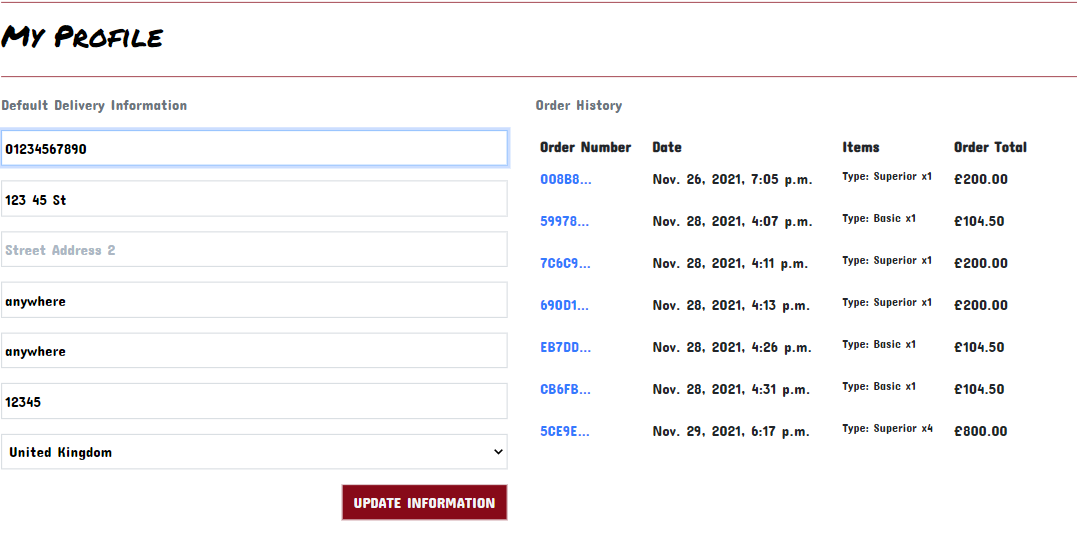 My Profile
Default Delivery Information
01234567890
123 45 St
Street Address 2
anywhere
anywhere
12345
United Kingdom
UPDATE INFORMATION
Order History
Order Number Date Items Order Total
008B8... Nov. 26, 2021, 7:05 p.m. Type: Superior x1 £200.00
59978... Nov. 28, 2021, 4:07 p.m. Type: Basic x1 £104.50
7C6C9... Nov. 28, 2021, 4:11 p.m. Type: Superior x1 £200.00
690D1... Nov. 28, 2021, 4:13 p.m. Type: Superior x1 £200.00
EB7DD... Nov. 28, 2021, 4:26 p.m. Type: Basic x1 £104.50
CB6FB... Nov. 28, 2021, 4:31 p.m. Type: Basic x1 £104.50
5CE9E... Nov. 29, 2021, 6:17 p.m. Type: Superior x4 £800.00